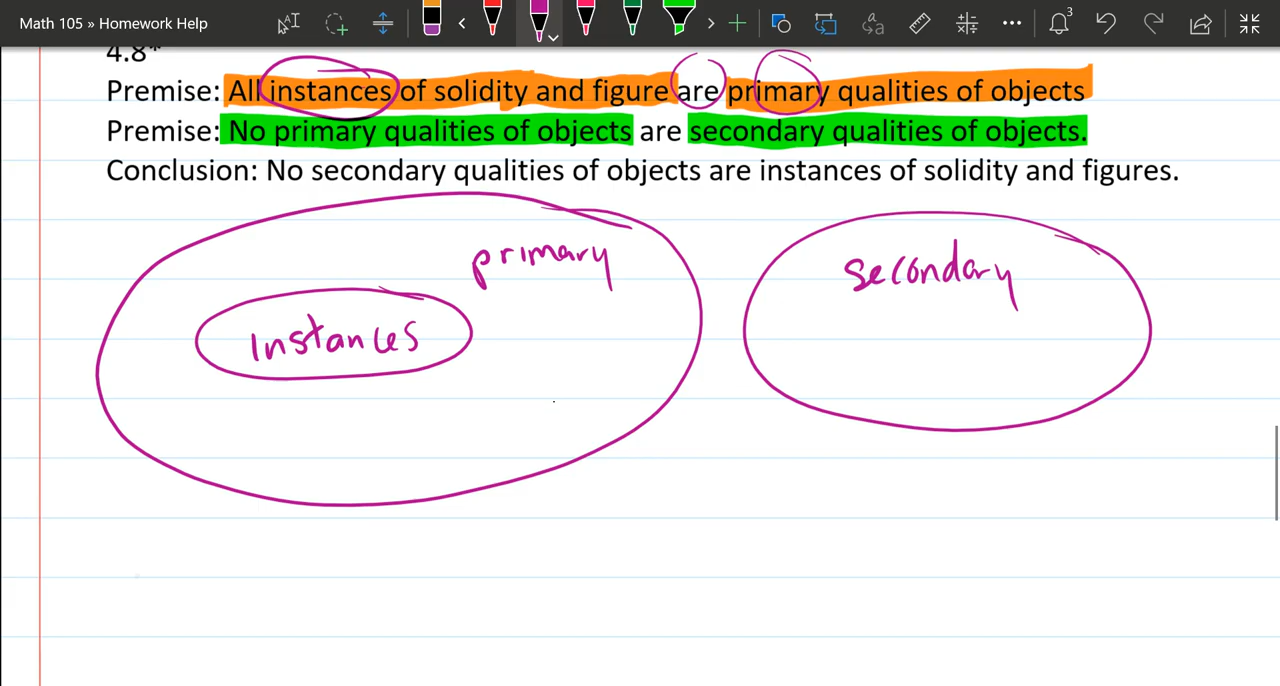 Math 105 » Homework Help
3
4.8*
Premise: All instances of solidity and figure are primary qualities of objects
Premise: No primary qualities of objects are secondary qualities of objects.
Conclusion: No secondary qualities of objects are instances of solidity and figures.
primary
secondary
Instances